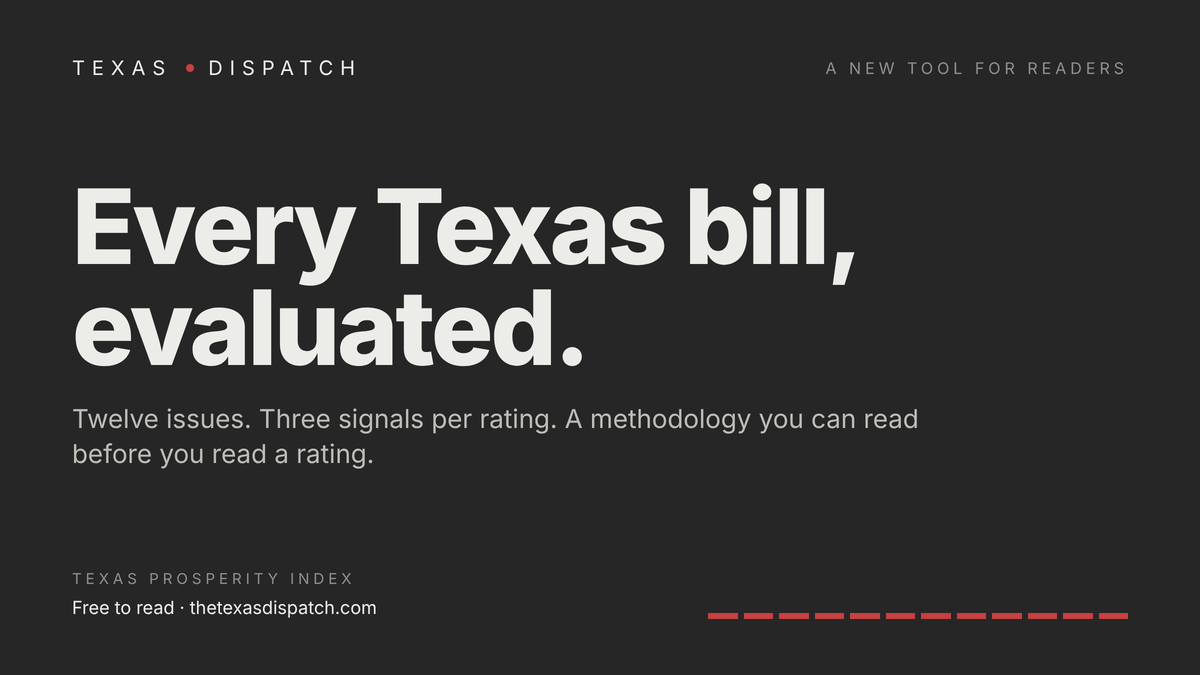 TEXAS • DISPATCH
A NEW TOOL FOR READERS
Every Texas bill,
evaluated.
Twelve issues. Three signals per rating. A methodology you can read
before you read a rating.
TEXAS PROSPERITY INDEX
Free to read · thetexasdispatch.com